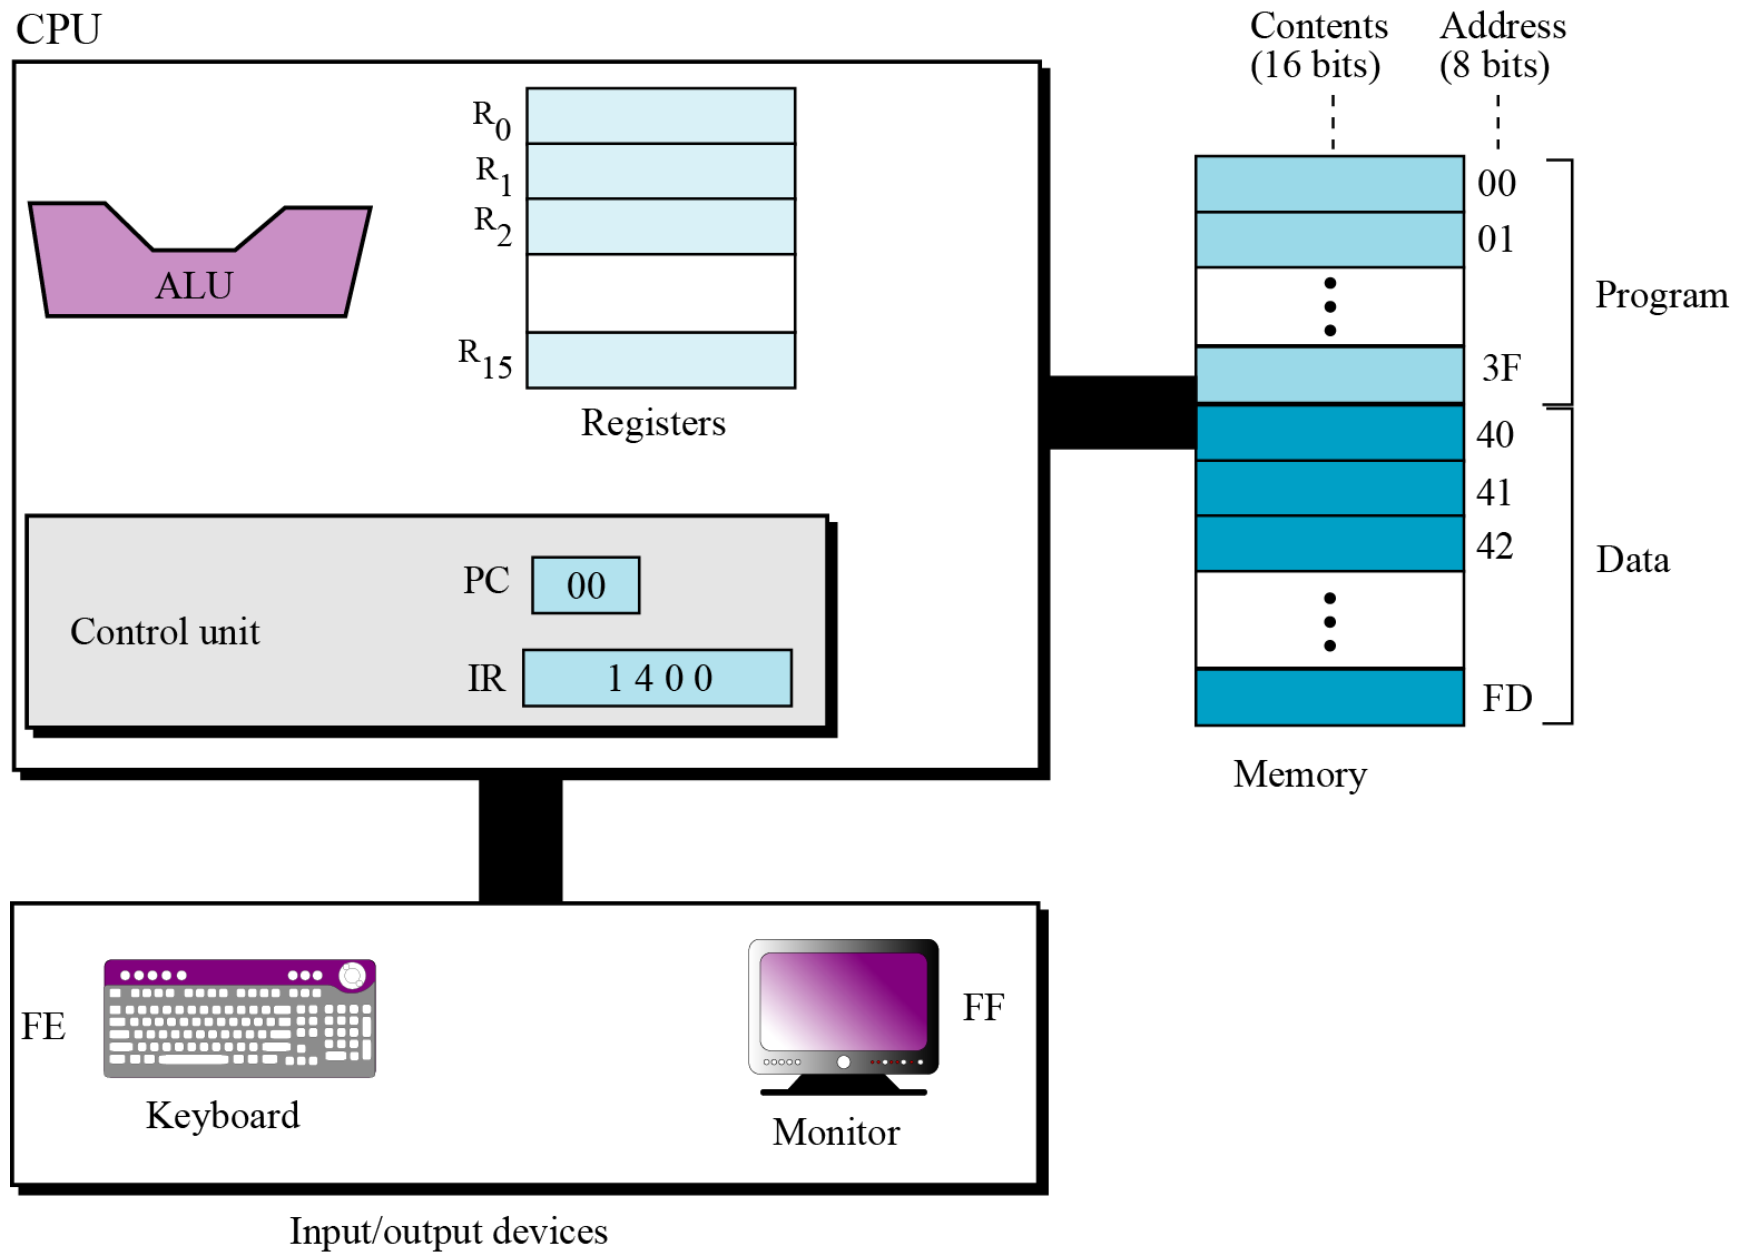 CPU
Contents Address
(16 bits) (8 bits)
R0
R1
R2
R15
Registers
ALU
Control unit
PC 00
IR 1 4 0 0
00
01
3F
Program
40
41
42
FD
Data
Memory
FE
Keyboard
FF
Monitor
Input/output devices